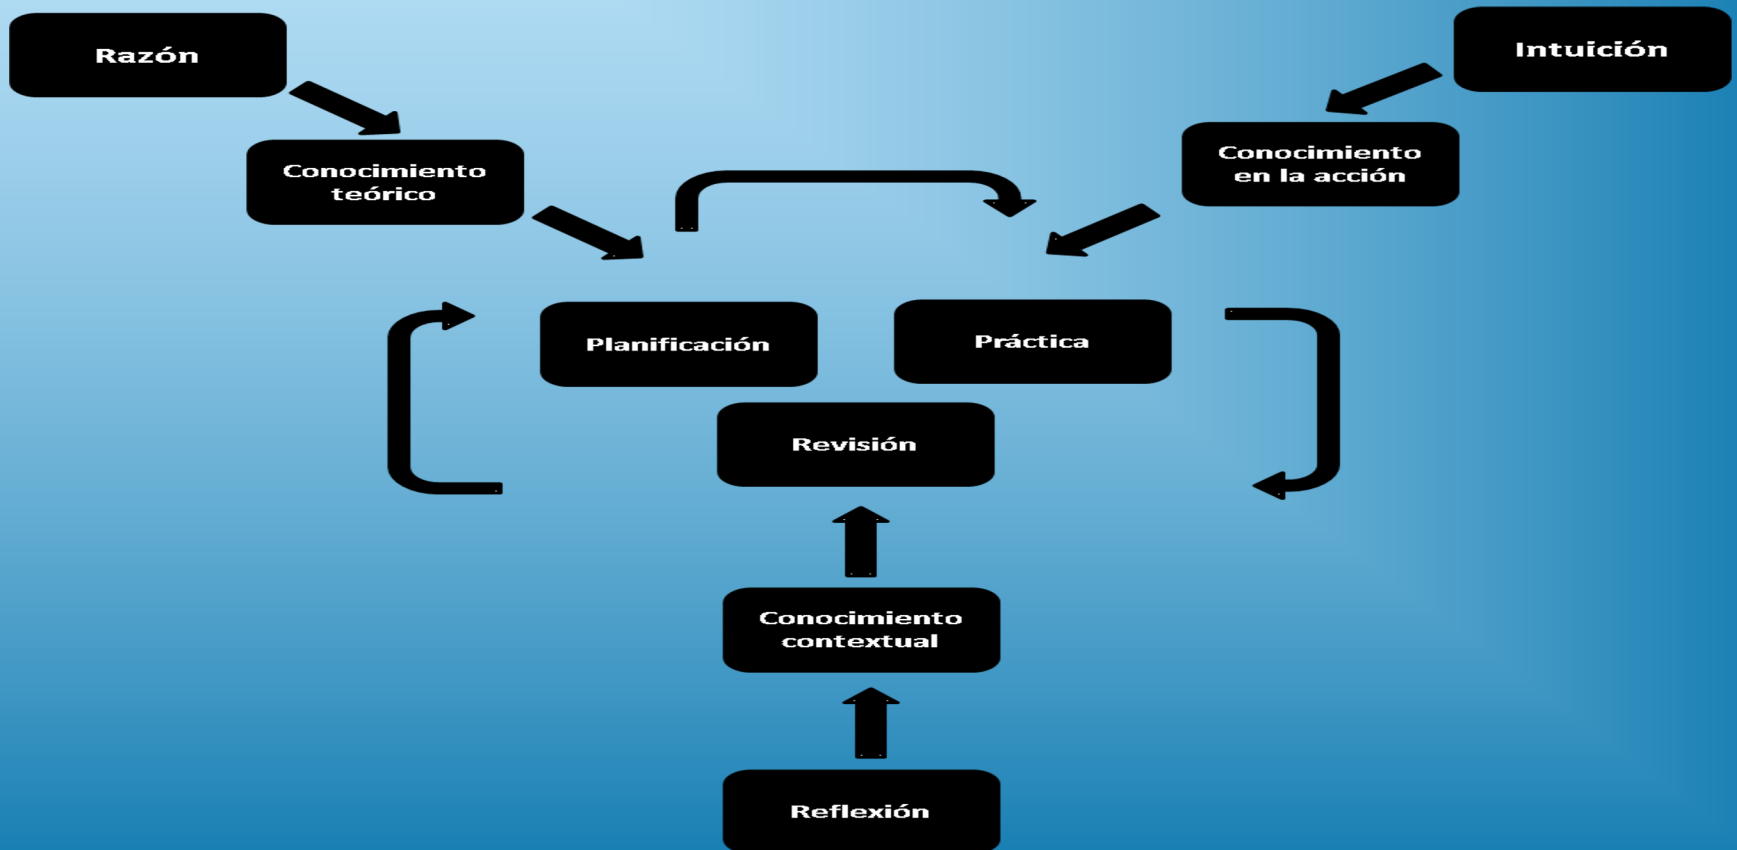 Razón
Intuición
Conocimiento
teórico
Conocimiento
en la acción
Planificación
Práctica
Revisión
Conocimiento
contextual
Reflexión